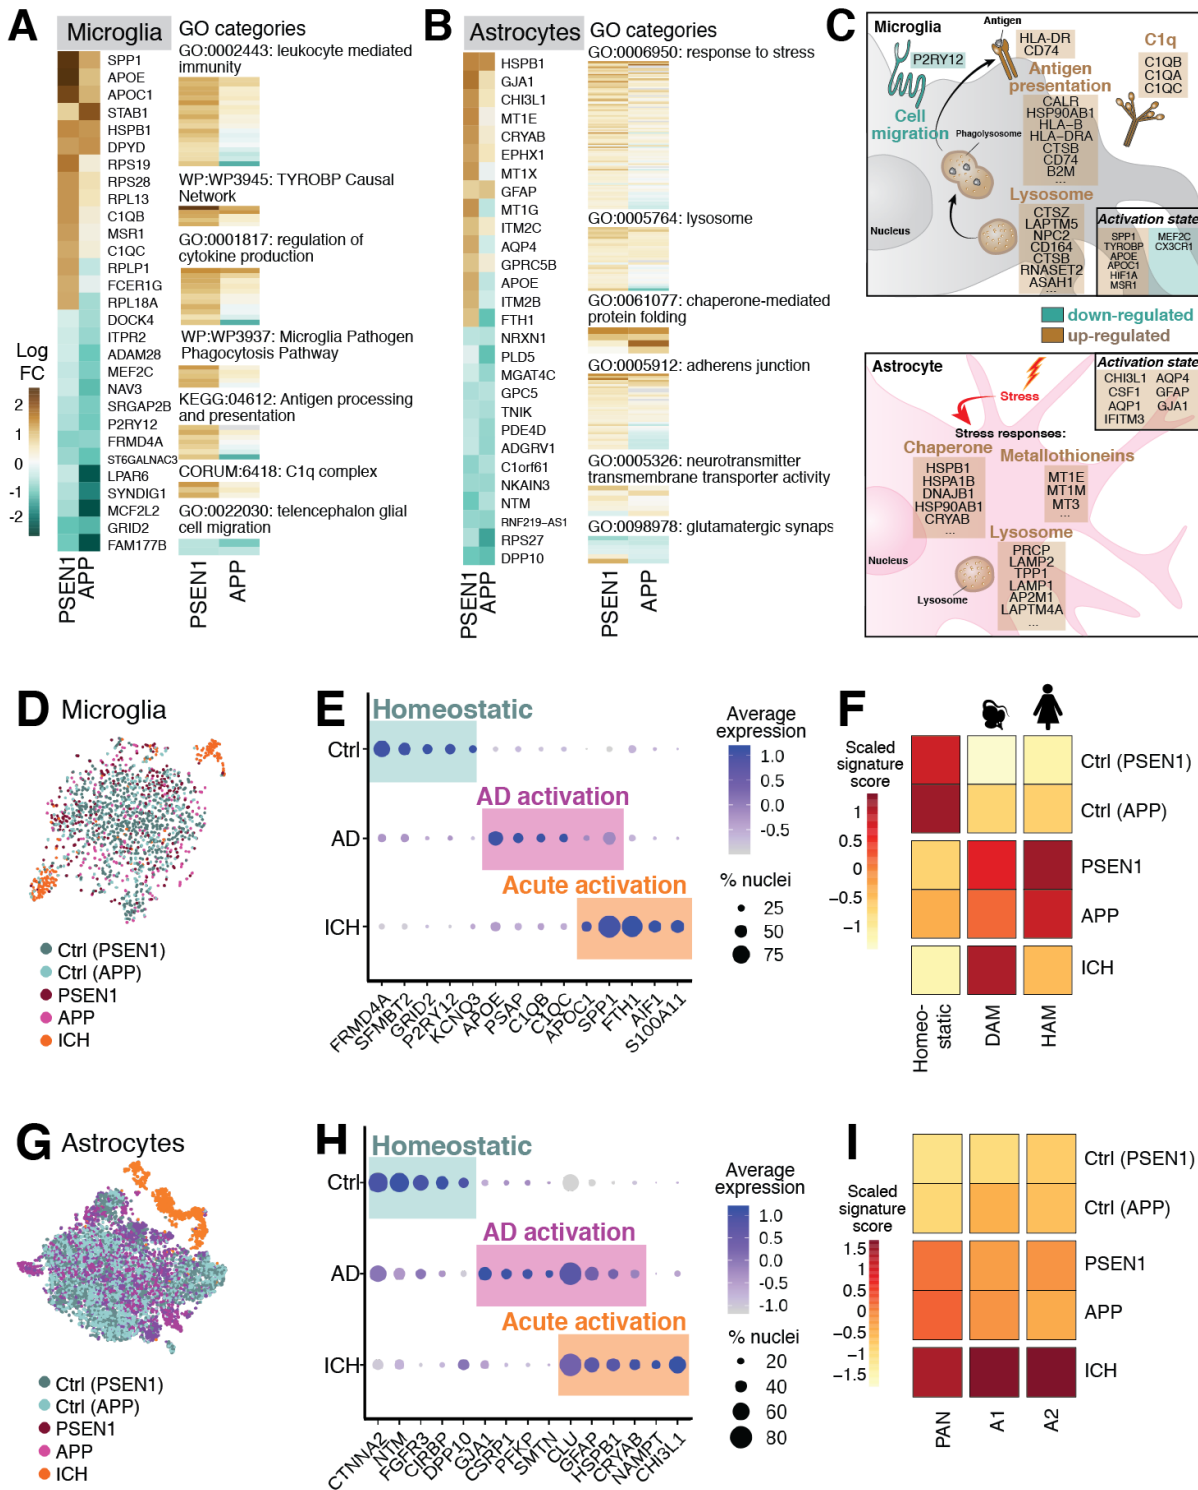 A
Microglia
GO categories
SPP1
APOE
APOC1
STAB1
HSPB1
DPYD
RPS19
RPS28
RPL13
C1QB
MSR1
C1QC
RPLP1
FCER1G
RPL18A
DOCK4
ITPR2
ADAM28
MEF2C
NAV3
SRGAP2B
P2RY12
FRMD4A
ST6GALNAC3
LPAR6
SYNDIG1
MCF2L2
GRID2
FAM177B
Log
FC
2
1
0
-1
-2
PSEN1
APP
GO:0002443: leukocyte mediated
immunity
WP:WP3945: TYROBP Causal
Network
GO:0001817: regulation of
cytokine production
WP:WP3937: Microglia Pathogen
Phagocytosis Pathway
KEGG:04612: Antigen processing
and presentation
CORUM:6418: C1q complex
GO:0022030: telencephalon glial
cell migration
PSEN1
APP
B
Astrocytes
GO categories
HSPB1
GJA1
CHI3L1
MT1E
CRYAB
EPHX1
MT1X
GFAP
MT1G
ITM2C
AQP4
GPRC5B
APOE
ITM2B
FTH1
NRXN1
PLD5
MGAT4C
GPC5
TNIK
PDE4D
ADGRV1
C1orf61
NKAIN3
NTM
RNF219-AS1
RPS27
DPP10
PSEN1
APP
GO:0006950: response to stress
GO:0005764: lysosome
GO:0061077: chaperone-mediated
protein folding
GO:0005912: adherens junction
GO:0005326: neurotransmitter
transmembrane transporter activity
GO:0098978: glutamatergic synaps
PSEN1
APP
C
Microglia
Antigen
HLA-DR
CD74
P2RY12
Antigen
presentation
C1q
C1QB
C1QA
C1QC
Cell
migration
CALR
HSP90AB1
HLA-B
HLA-DRA
CTSB
CD74
B2M
...
Phagolysosome
Lysosome
CTSZ
LAPTM5
NPC2
CD164
CTSB
RNASET2
ASAH1
...
Nucleus
Activation state
SPP1
TYROBP
APOE
APOC1
HIF1A
MSR1
MEF2C
CX3CR1
down-regulated
up-regulated
Astrocyte
Activation state
CHI3L1 AQP4
CSF1 GFAP
AQP1 GJA1
IFITM3
Stress
Stress responses:
Chaperone
HSPB1
HSPA1B
DNAJB1
HSP90AB1
CRYAB
...
Metallothioneins
MT1E
MT1M
MT3
...
Lysosome
PRCP
LAMP2
TPP1
LAMP1
AP2M1
LAPTM4A
...
Nucleus
Lysosome
D Microglia
Ctrl (PSEN1)
Ctrl (APP)
PSEN1
APP
ICH
E
Homeostatic
Ctrl
AD activation
AD
Acute activation
ICH
FRMD4A
SFMBT2
GRID2
P2RY12
KCNQ3
APOE
PSAP
C1QB
C1QC
APOC1
SPP1
FTH1
AIF1
S100A11
Average
expression
1.0
0.5
0.0
-0.5
% nuclei
25
50
75
F
Scaled
signature
score
1
0.5
0
−0.5
−1
Ctrl (PSEN1)
Ctrl (APP)
PSEN1
APP
ICH
Homeo-
static
DAM
HAM
G Astrocytes
Ctrl (PSEN1)
Ctrl (APP)
PSEN1
APP
ICH
H
Homeostatic
Ctrl
AD activation
AD
Acute activation
ICH
CTNNA2
NTM
FGFR3
CIRBP
DPP10
GJA1
CSRP1
PFKP
SMTN
CLU
GFAP
HSPB1
CRYAB
NAMPT
CHI3L1
Average
expression
1.0
0.5
0.0
-0.5
-1.0
% nuclei
20
40
60
80
I
Scaled
signature
score
1.5
1
0.5
0
−0.5
−1
−1.5
Ctrl (PSEN1)
Ctrl (APP)
PSEN1
APP
ICH
PAN
A1
A2